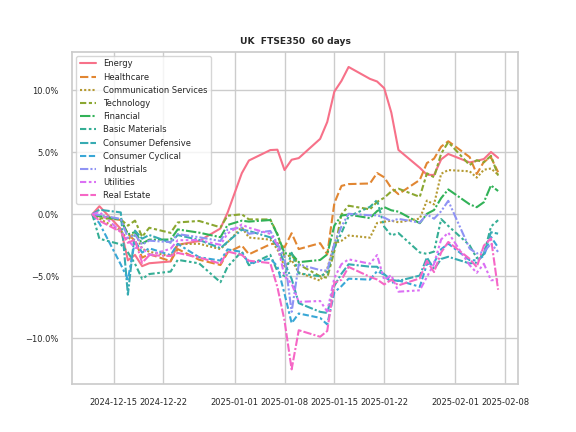 UK FTSE350 60 days
Energy
Healthcare
Communication Services
Technology
Financial
Basic Materials
Consumer Defensive
Consumer Cyclical
Industrials
Utilities
Real Estate
10.0%
5.0%
0.0%
−5.0%
−10.0%
2024-12-15 2024-12-22 2025-01-01 2025-01-08 2025-01-15 2025-01-22 2025-02-01 2025-02-08